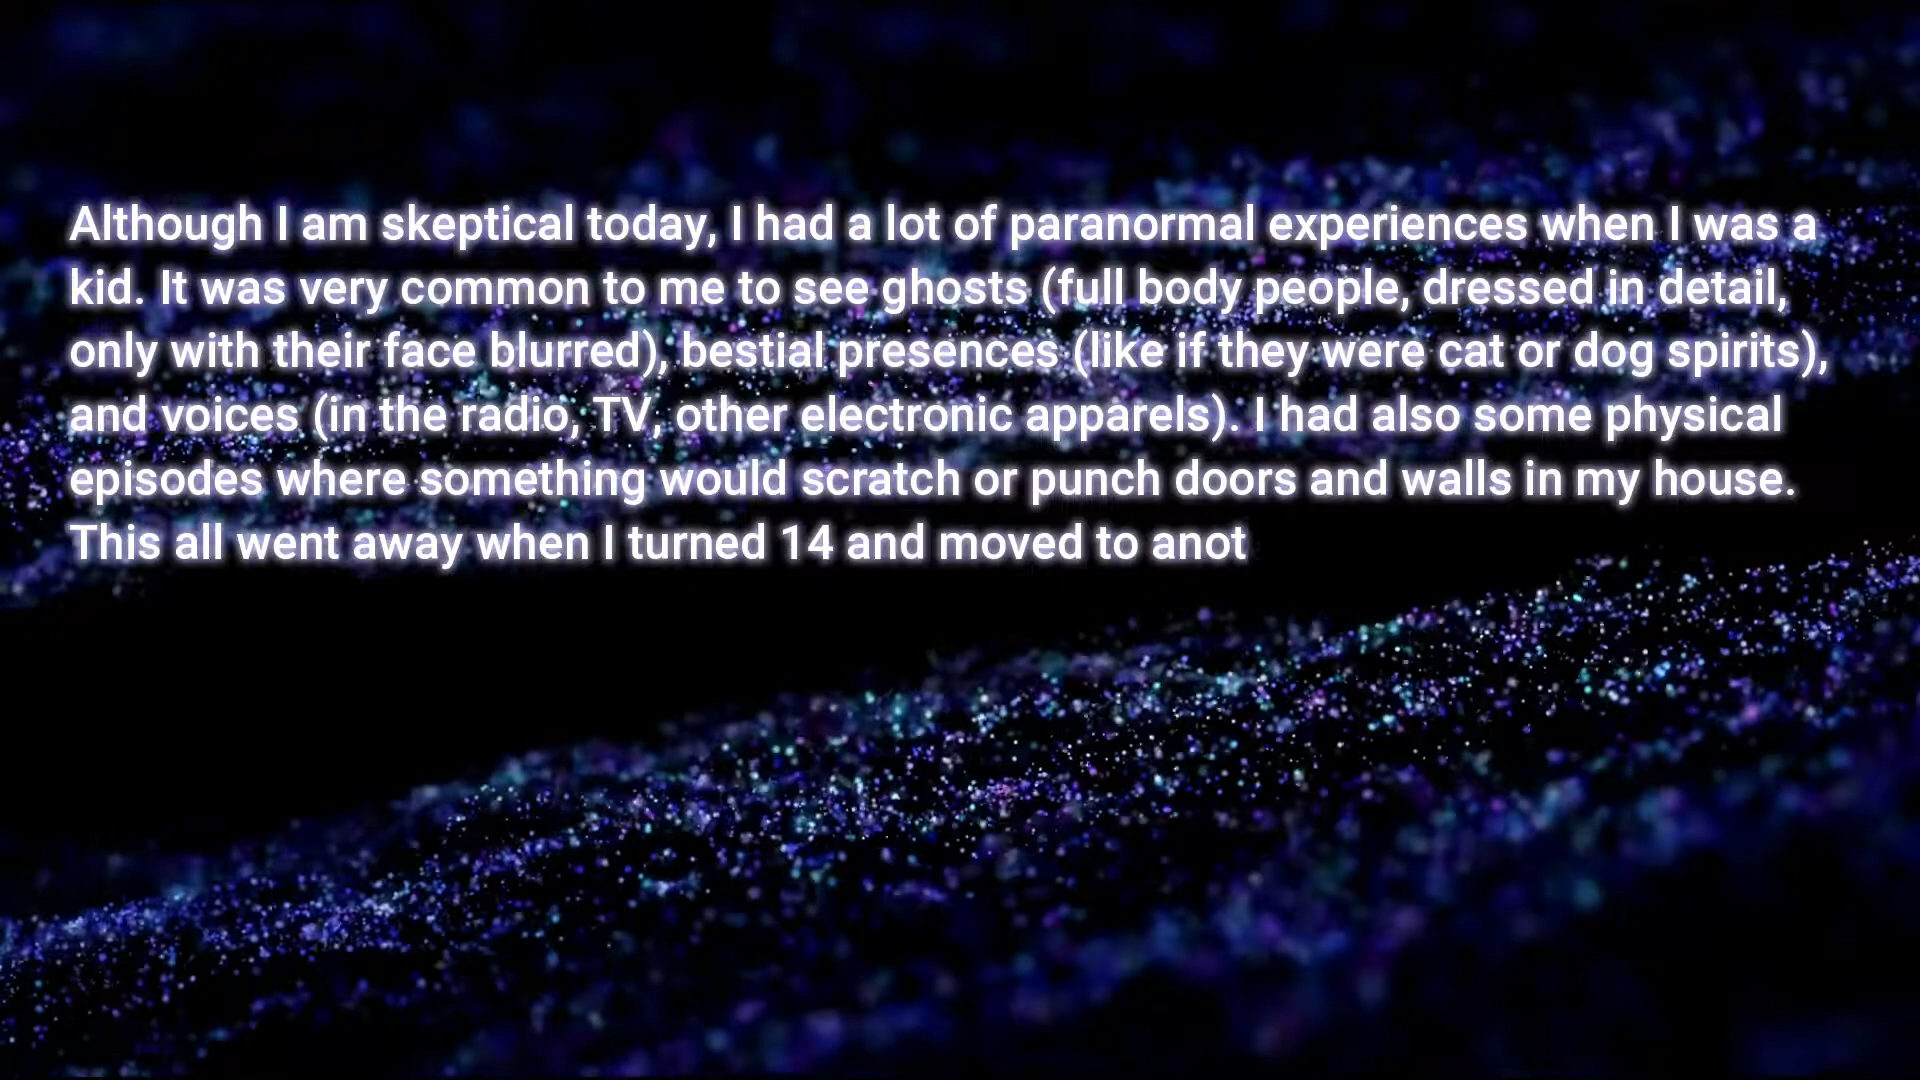 Although I am skeptical today, I had a lot of paranormal experiences when I was a
kid. It was very common to me to see ghosts (full body people, dressed in detail,
only with their face blurred), bestial presences (like if they were cat or dog spirits),
and voices (in the radio, TV, other electronic apparels). I had also some physical
episodes where something would scratch or punch doors and walls in my house.
This all went away when I turned 14 and moved to anot